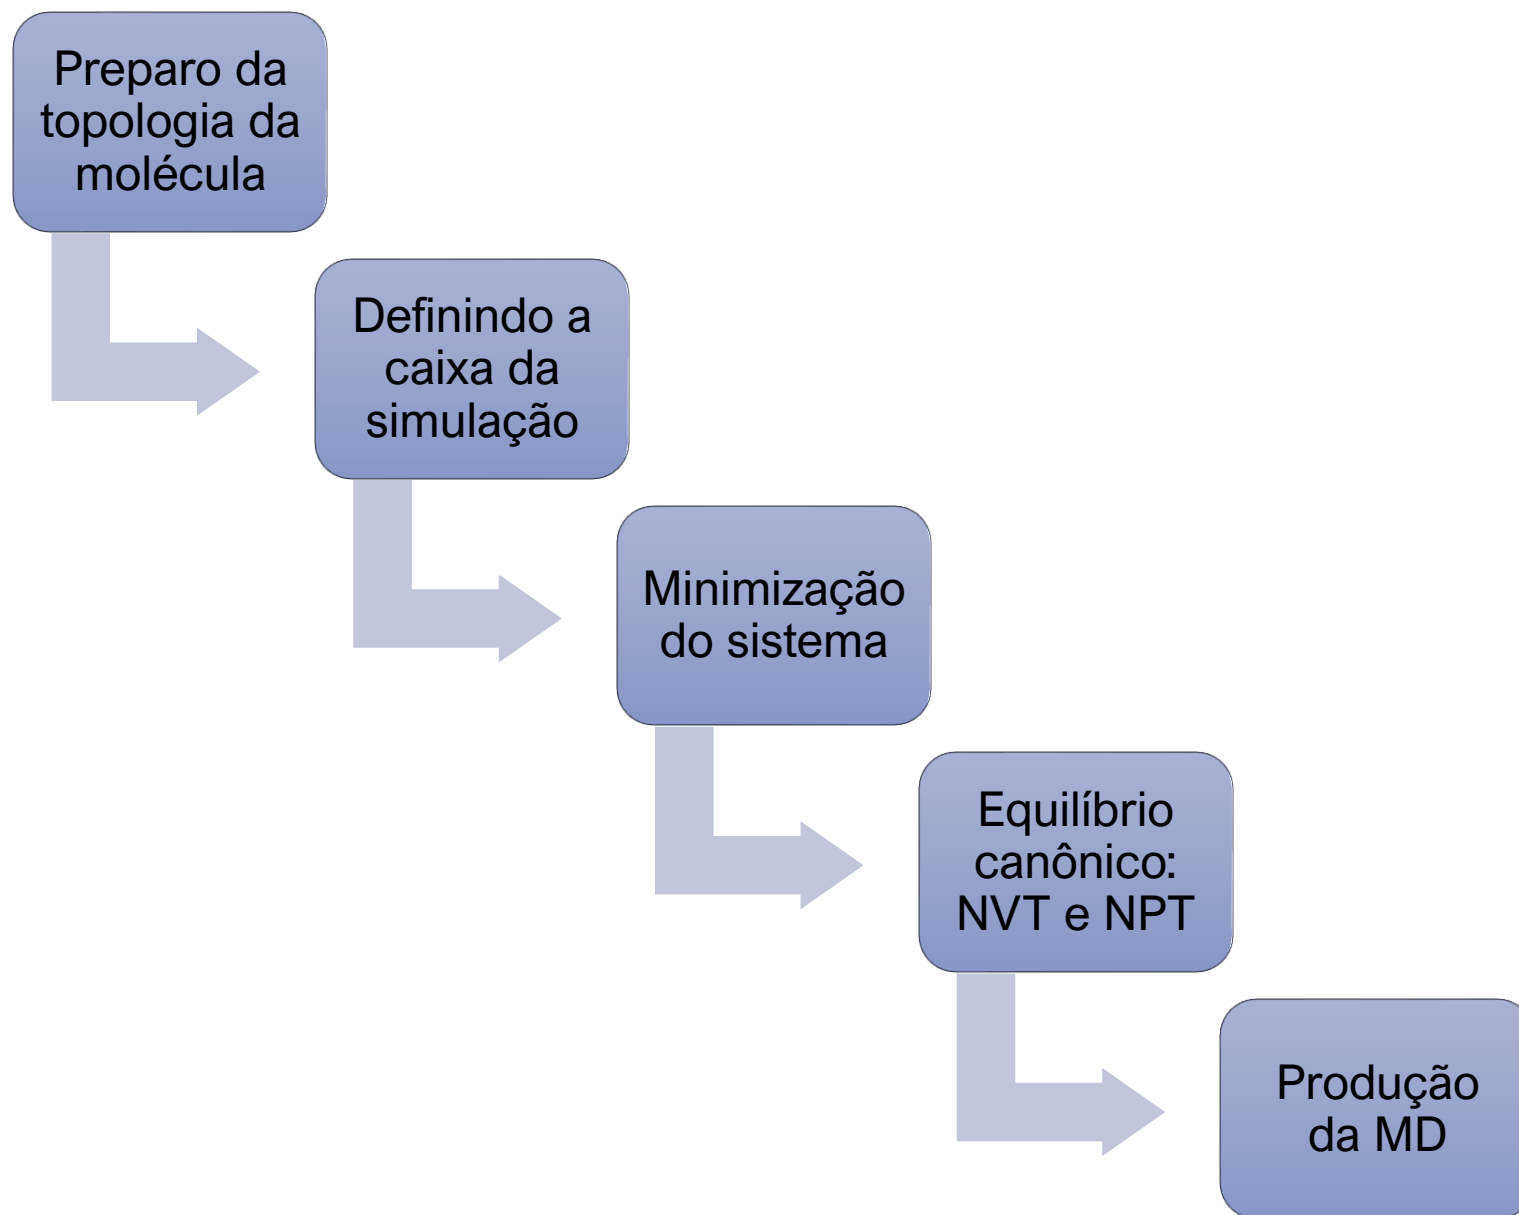 Preparo da
topologia da
molécula
Definindo a
caixa da
simulação
Minimização
do sistema
Equilíbrio
canônico:
NVT e NPT
Produção
da MD